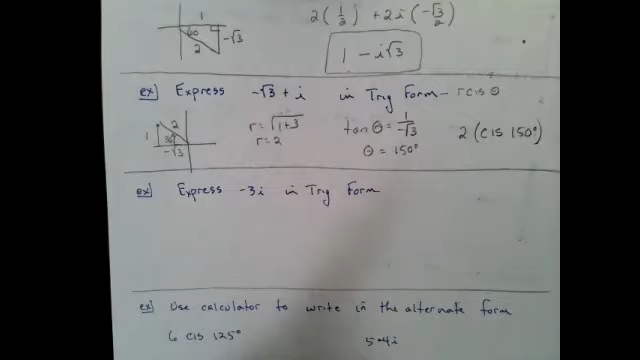 1
60
2
-√3
2(1/2) + 2i(-√3/2)
1 - i√3
ex) Express -√3 + i in Trig Form - r cis θ
1
2
30°
-√3
r = √1+3
r = 2
tan θ = 1/-√3
θ = 150°
2 (cis 150°)
ex) Express -3i in Trig Form
ex) Use calculator to write in the alternate form
6 cis 125°
5-4i